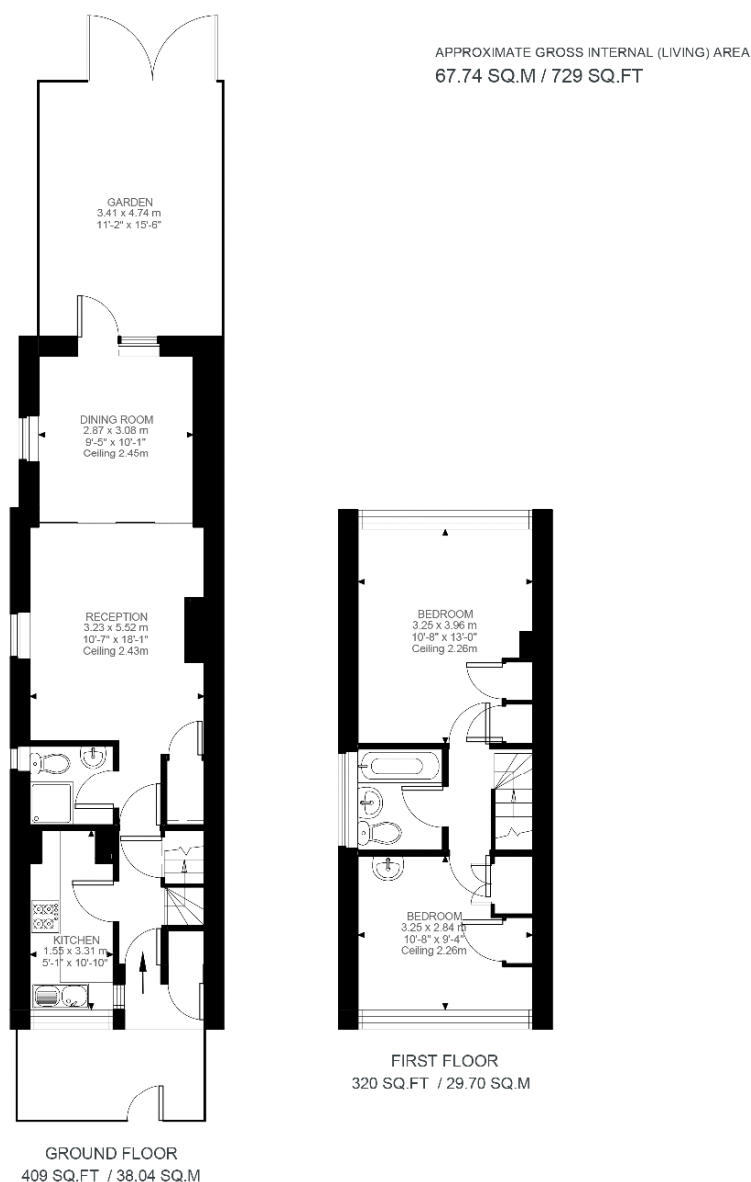 APPROXIMATE GROSS INTERNAL (LIVING) AREA
67.74 SQ.M / 729 SQ.FT
GARDEN
3.41 x 4.74 m
11'-2" x 15'-6"
DINING ROOM
2.87 x 3.08 m
9'-5" x 10'-1"
Ceiling 2.45m
RECEPTION
3.23 x 5.52 m
10'-7" x 18'-1"
Ceiling 2.43m
KITCHEN
1.55 x 3.31 m
5'-1" x 10'-10"
GROUND FLOOR
409 SQ.FT / 38.04 SQ.M
BEDROOM
3.25 x 3.96 m
10'-8" x 13'-0"
Ceiling 2.26m
BEDROOM
3.25 x 2.84 m
10'-8" x 9'-4"
Ceiling 2.26m
FIRST FLOOR
320 SQ.FT / 29.70 SQ.M